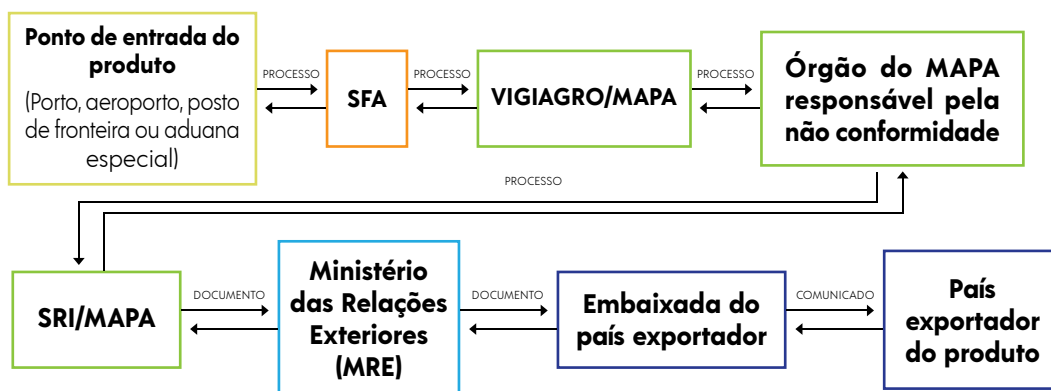 Ponto de entrada do
produto
(Porto, aeroporto, posto
de fronteira ou aduana
especial)
PROCESSO
SFA
PROCESSO
VIGIAGRO/MAPA
PROCESSO
Órgão do MAPA
responsável pela
não conformidade
PROCESSO
SRI/MAPA
DOCUMENTO
Ministério
das Relações
Exteriores
(MRE)
DOCUMENTO
Embaixada do
país exportador
COMUNICADO
País
exportador
do produto